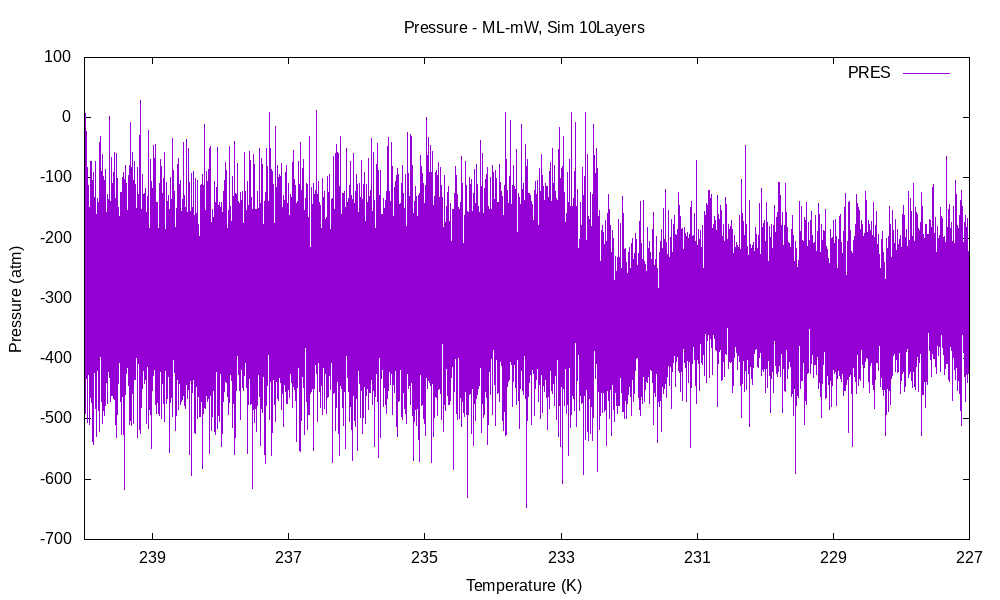 Pressure - ML-mW, Sim 10Layers
PRES
100
0
-100
-200
-300
-400
-500
-600
-700
Pressure (atm)
239 237 235 233 231 229 227
Temperature (K)